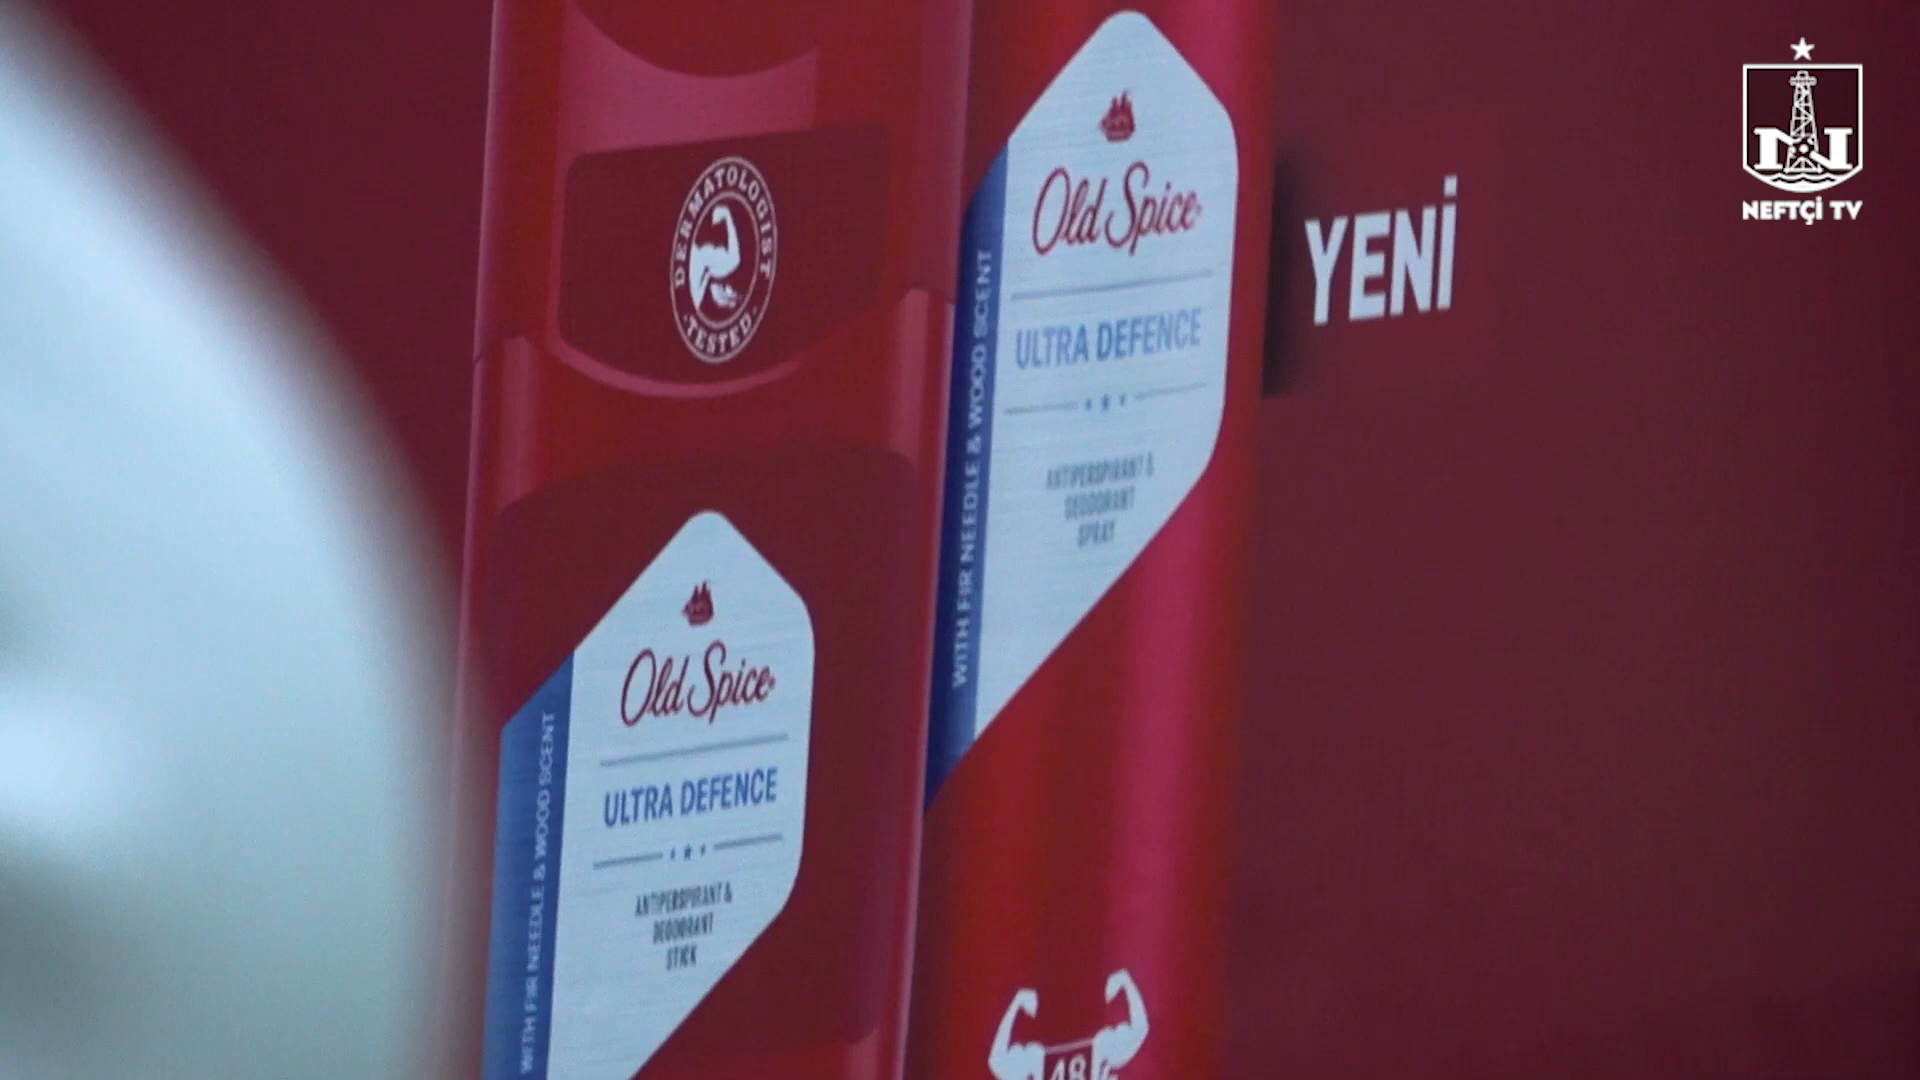 DERMATOLOGIST
·TESTED·
Old Spice
ULTRA DEFENCE
ANTIPERSPIRANT &
DEODORANT
STICK
WITH FIR NEEDLE & WOOD SCENT
Old Spice
ULTRA DEFENCE
ANTIPERSPIRANT &
DEODORANT
SPRAY
WITH FIR NEEDLE & WOOD SCENT
48
YENİ
N
NEFTÇİ TV